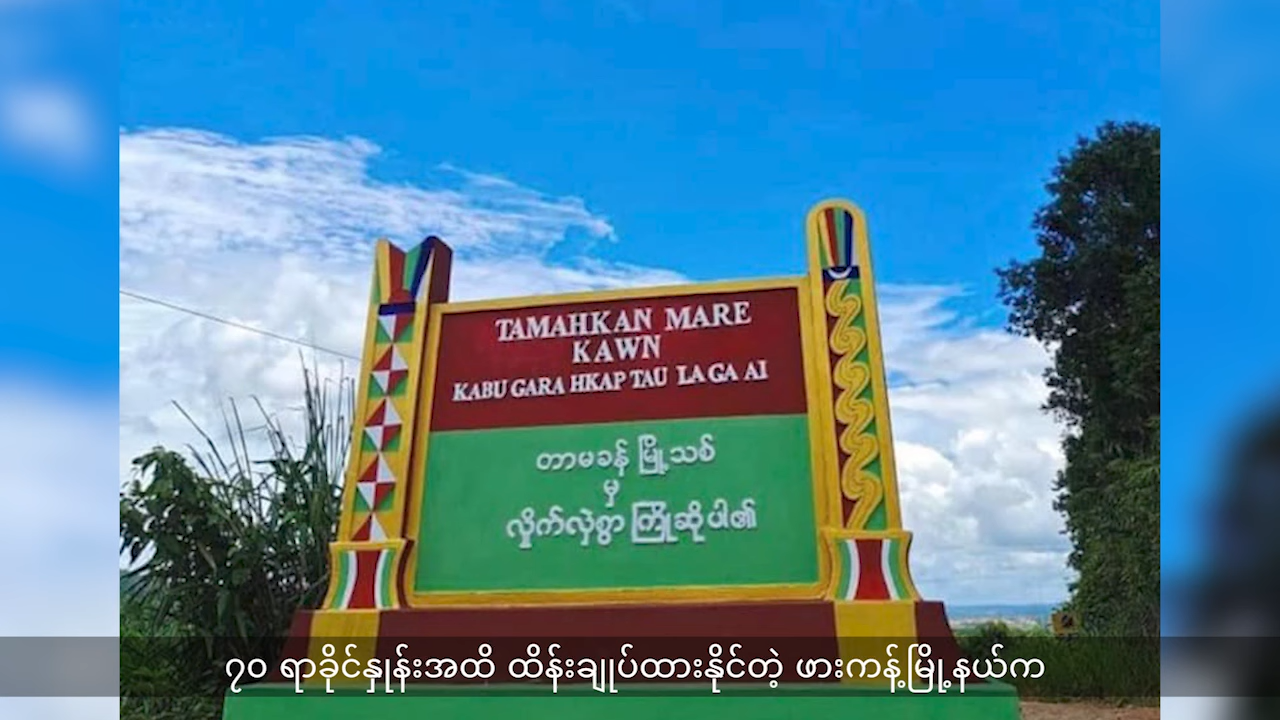 TAMAHKAN MARE
KAWN
KABU GARA HKAP TAU LA GA AI
တာမခန် မြို့သစ်
မှ
လှိုက်လှဲစွာ ကြိုဆိုပါ၏
၇၀ ရာခိုင်နှုန်းအထိ ထိန်းချုပ်ထားနိုင်တဲ့ ဖားကန့်မြို့နယ်က